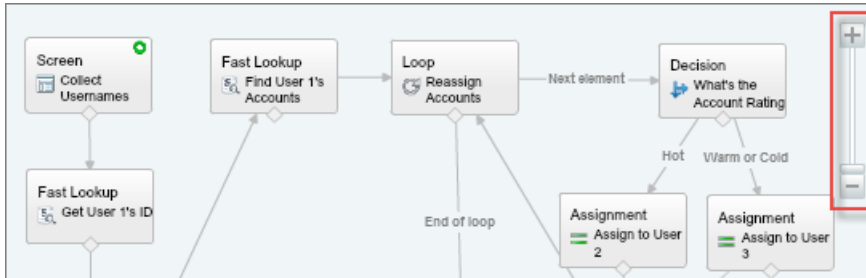 Screen
Collect
Usernames
Fast Lookup
Find User 1's
Accounts
Loop
Reassign
Accounts
Next element
Decision
What's the
Account Rating
Hot
Warm or Cold
Fast Lookup
Get User 1's ID
End of loop
Assignment
Assign to User
2
Assignment
Assign to User
3